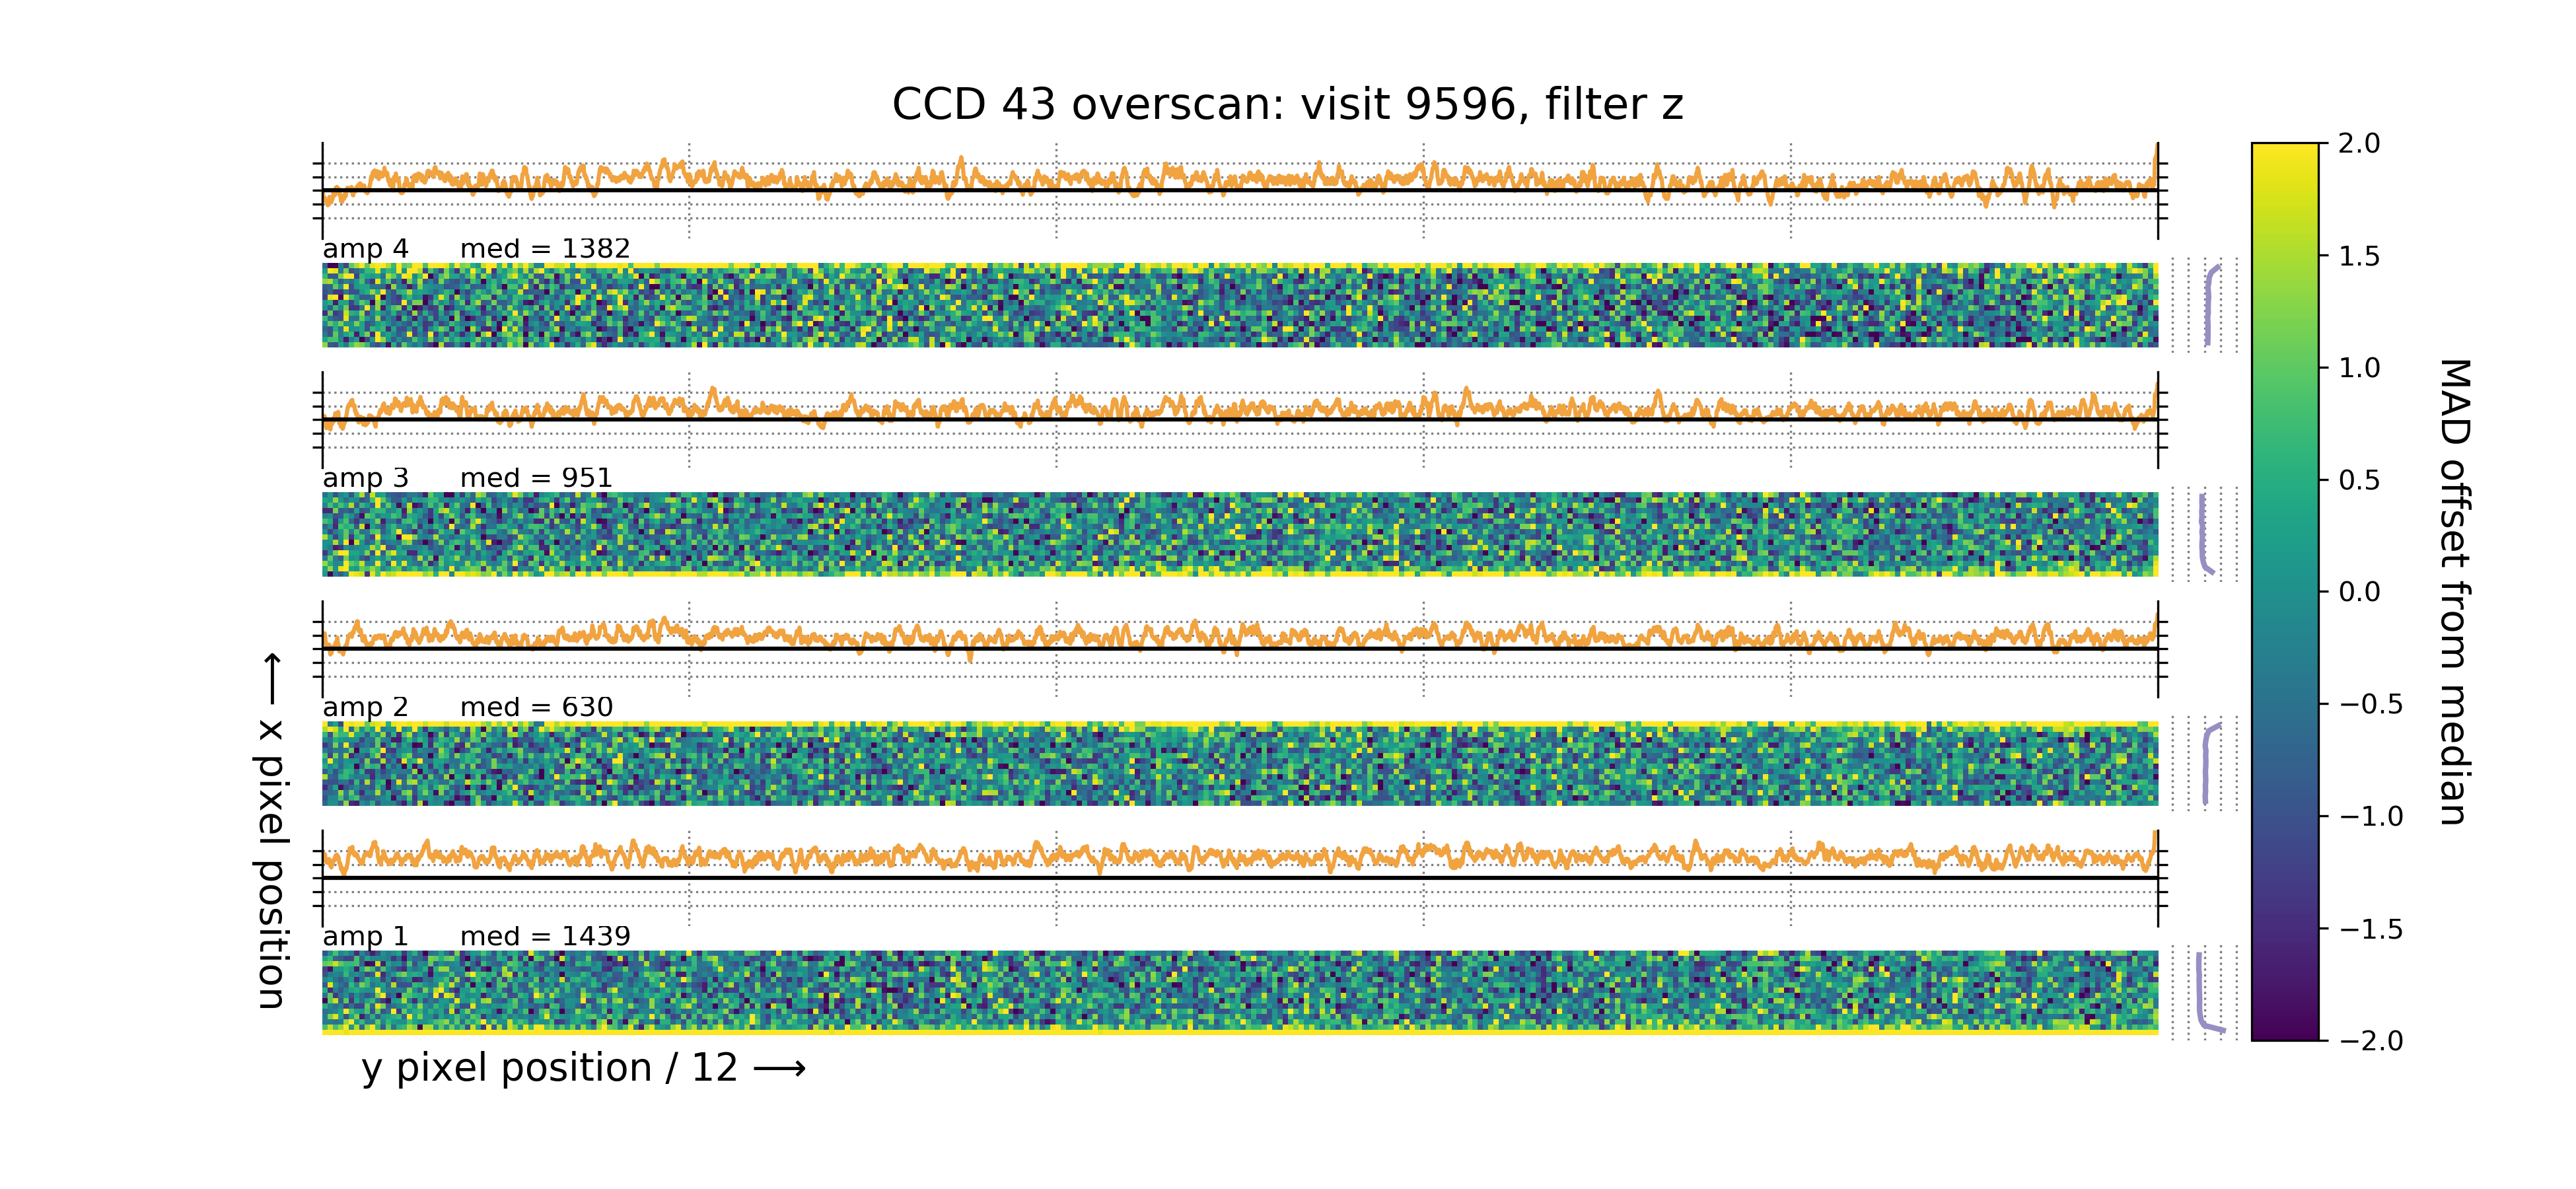 CCD 43 overscan: visit 9596, filter z
amp 4 med = 1382
amp 3 med = 951
amp 2 med = 630
amp 1 med = 1439
⟶ x pixel position
y pixel position / 12 ⟶
2.0
1.5
1.0
0.5
0.0
−0.5
−1.0
−1.5
−2.0
MAD offset from median